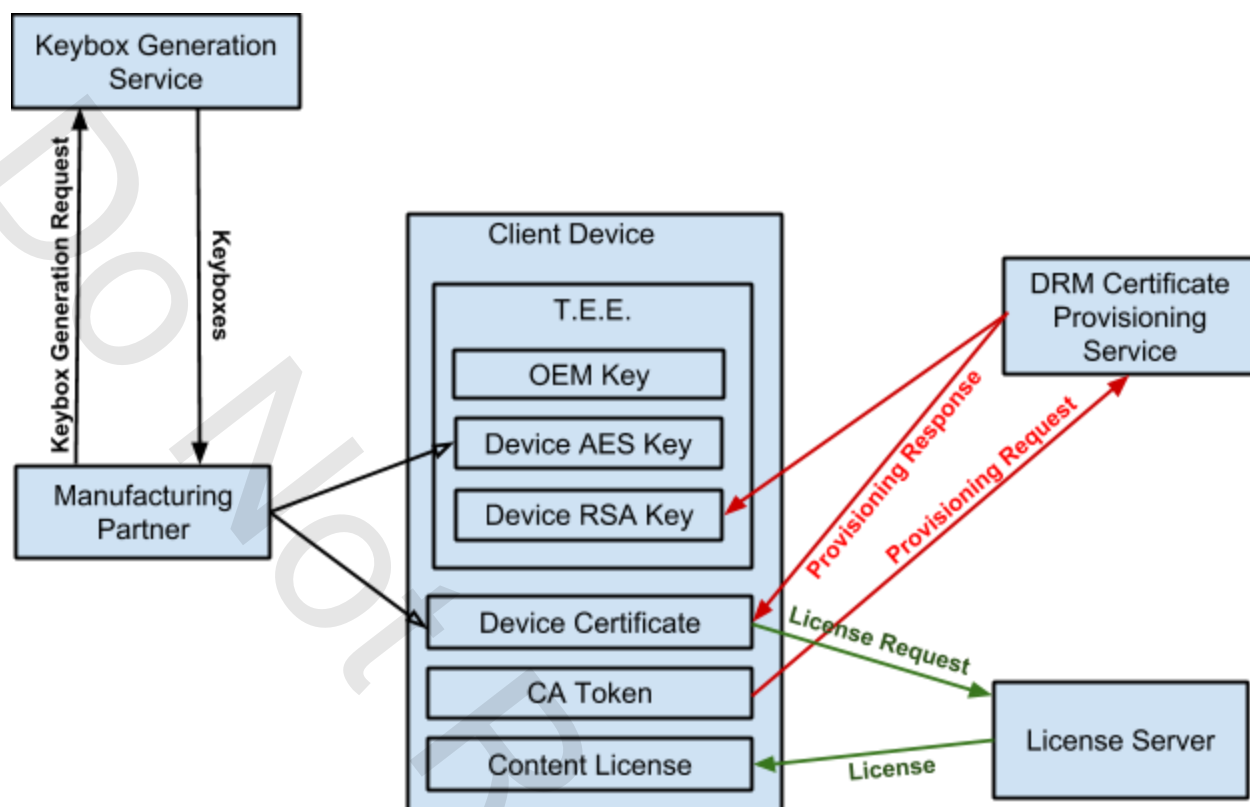 Keybox Generation
Service
Keybox Generation Request
Keyboxes
Manufacturing
Partner
Client Device
T.E.E.
OEM Key
Device AES Key
Device RSA Key
Device Certificate
CA Token
Content License
DRM Certificate
Provisioning
Service
Provisioning Response
Provisioning Request
License Request
License
License Server
Do Not